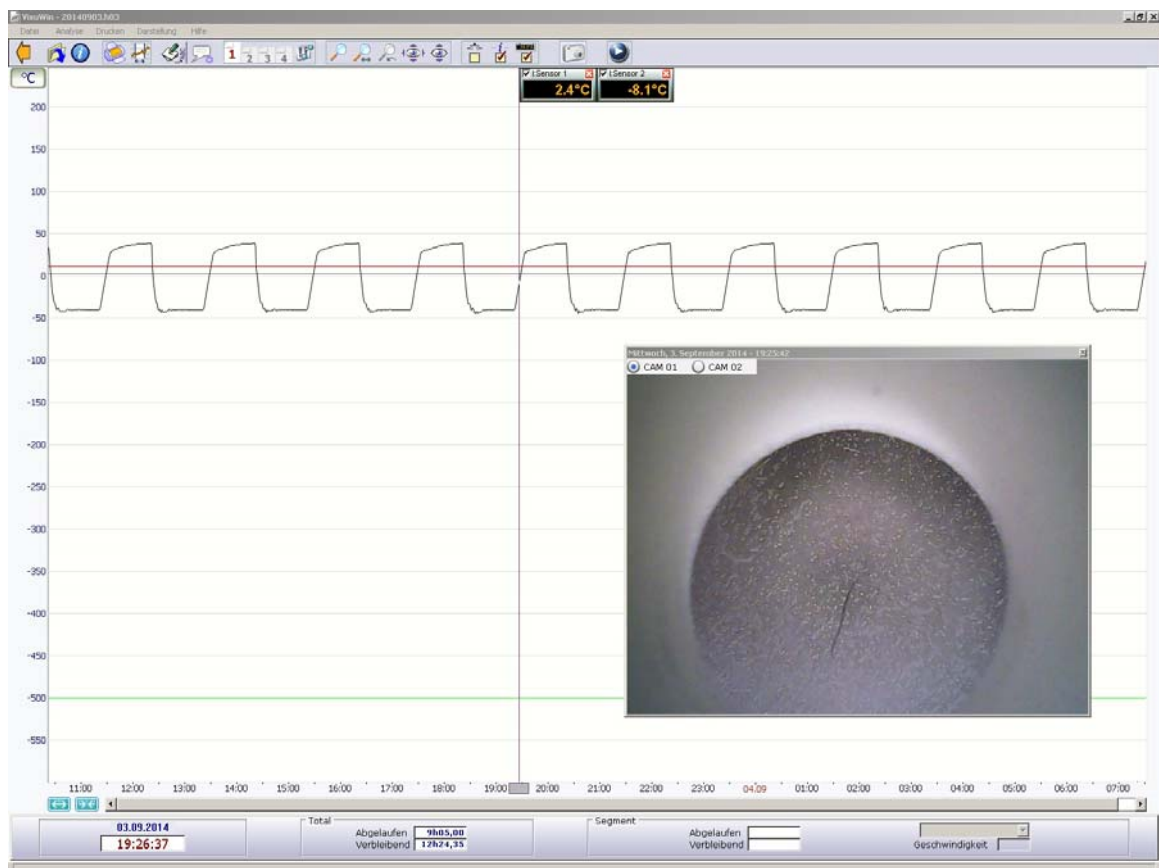 VisuWin - 20140903.h03
Datei Analyse Drucken Darstellung Hilfe
1 2 3 4
°C
I:Sensor 1 I:Sensor 2
2.4°C -8.1°C
200
150
100
50
0
-50
-100
-150
-200
-250
-300
-350
-400
-450
-500
-550
Mittwoch, 3. September 2014 - 19:25:42
CAM 01 CAM 02
11:00 12:00 13:00 14:00 15:00 16:00 17:00 18:00 19:00 20:00 21:00 22:00 23:00 04.09 01:00 02:00 03:00 04:00 05:00 06:00 07:00
03.09.2014
19:26:37
Total
Abgelaufen 9h05,00
Verbleibend 12h24,35
Segment
Abgelaufen
Verbleibend
Geschwindigkeit